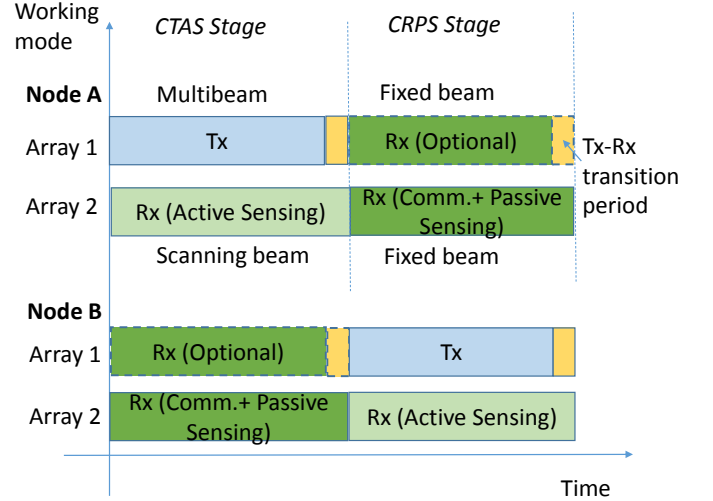 Working
mode
CTAS Stage
CRPS Stage
Node A
Multibeam
Fixed beam
Array 1
Tx
Rx (Optional)
Tx-Rx
transition
period
Array 2
Rx (Active Sensing)
Rx (Comm.+ Passive
Sensing)
Scanning beam
Fixed beam
Node B
Array 1
Rx (Optional)
Tx
Array 2
Rx (Comm.+ Passive
Sensing)
Rx (Active Sensing)
Time